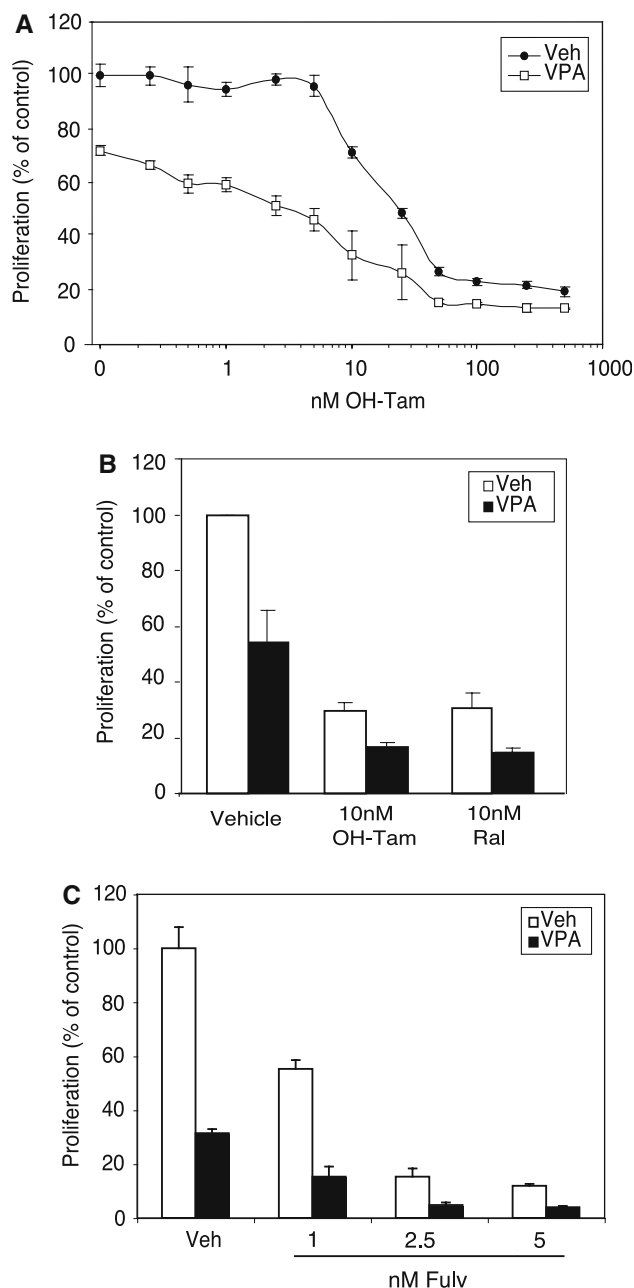 A
Veh
VPA
Proliferation (% of control)
120
100
80
60
40
20
0
0 1 10 100 1000
nM OH-Tam
B
Veh
VPA
Proliferation (% of control)
120
100
80
60
40
20
0
Vehicle 10nM 10nM
OH-Tam Ral
C
Veh
VPA
Proliferation (% of control)
120
100
80
60
40
20
0
Veh 1 2.5 5
nM Fulv